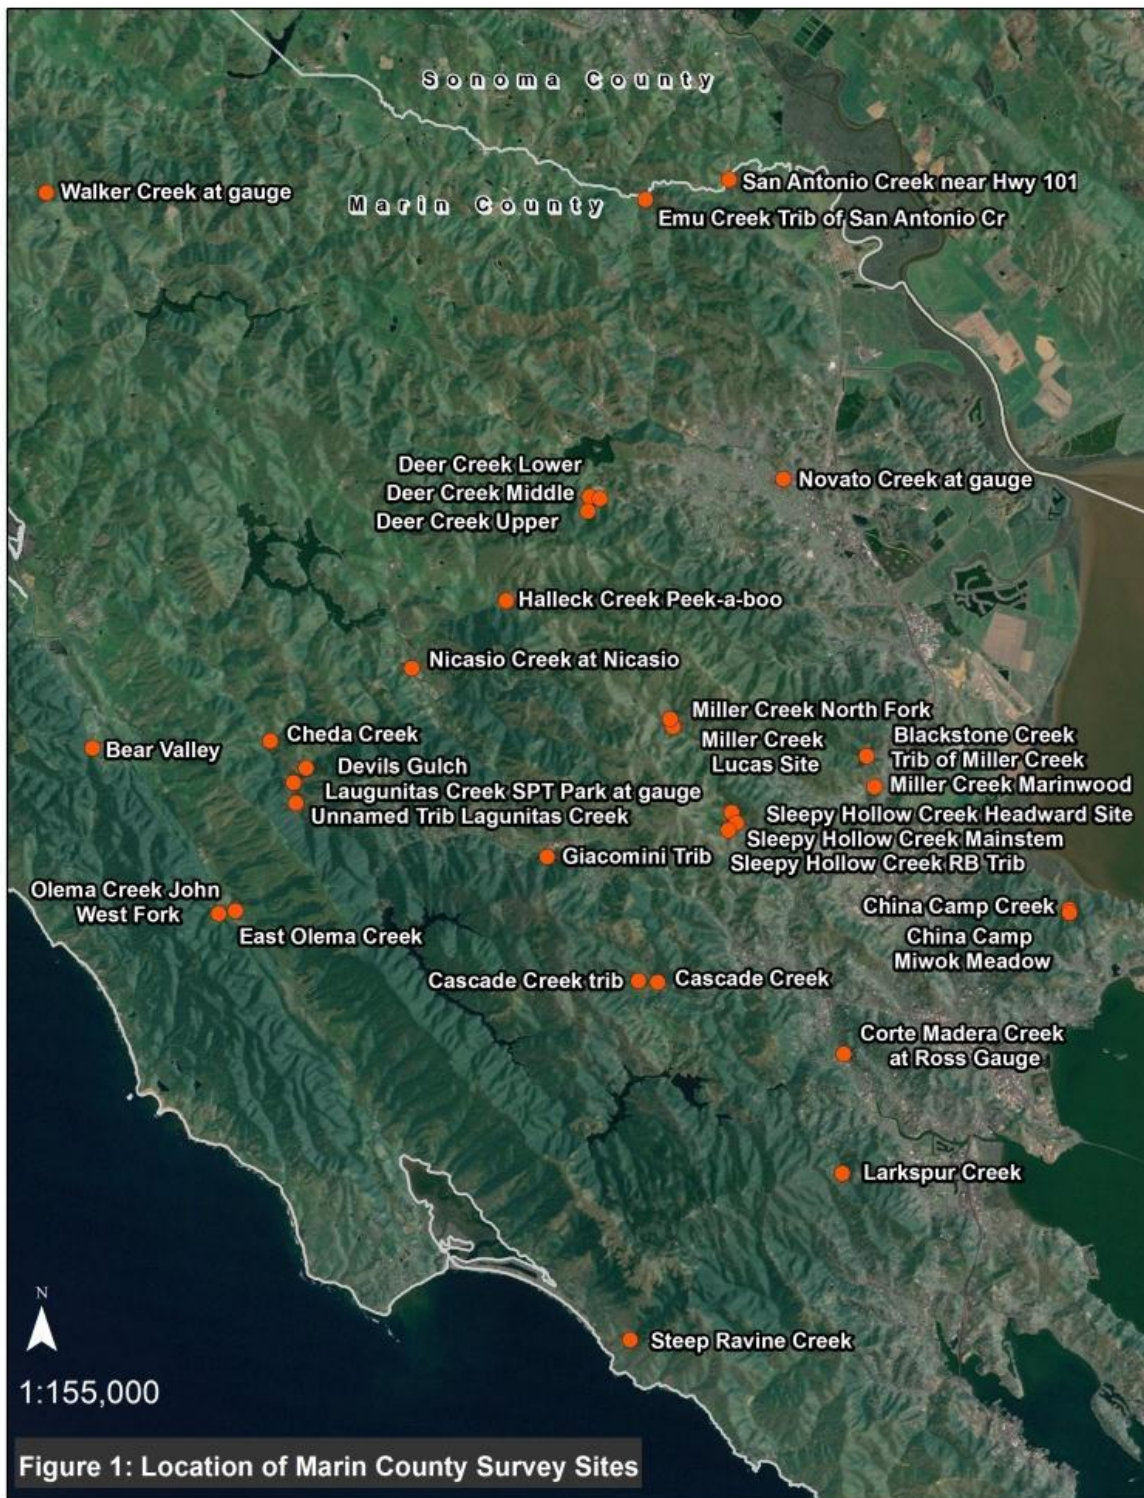 Sonoma County
Walker Creek at gauge
Marin County
San Antonio Creek near Hwy 101
Emu Creek Trib of San Antonio Cr
Deer Creek Lower
Deer Creek Middle
Deer Creek Upper
Novato Creek at gauge
Halleck Creek Peek-a-boo
Nicasio Creek at Nicasio
Miller Creek North Fork
Miller Creek
Lucas Site
Blackstone Creek
Trib of Miller Creek
Miller Creek Marinwood
Bear Valley
Cheda Creek
Devils Gulch
Laugunitas Creek SPT Park at gauge
Unnamed Trib Lagunitas Creek
Sleepy Hollow Creek Headward Site
Sleepy Hollow Creek Mainstem
Sleepy Hollow Creek RB Trib
Giacomini Trib
Olema Creek John
West Fork
East Olema Creek
China Camp Creek
China Camp
Miwok Meadow
Cascade Creek trib
Cascade Creek
Corte Madera Creek
at Ross Gauge
Larkspur Creek
Steep Ravine Creek
N
1:155,000
Figure 1: Location of Marin County Survey Sites